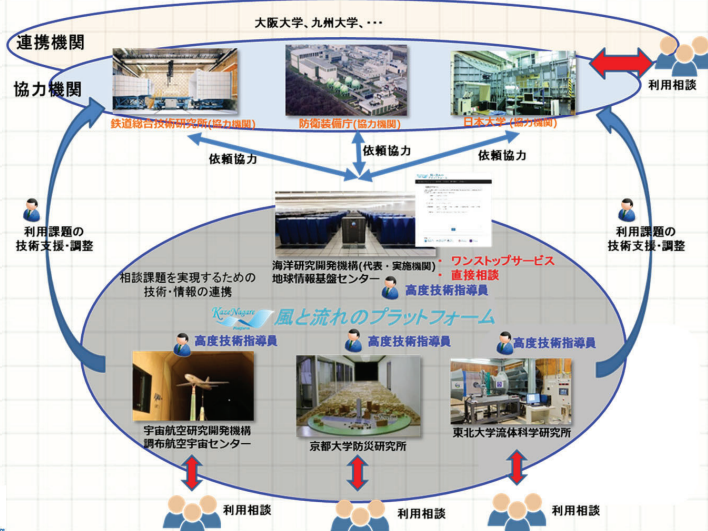 大阪大学、九州大学、・・・
連携機関
協力機関
利用相談
鉄道総合技術研究所(協力機関)
防衛装備庁(協力機関)
日本大学 (協力機関)
依頼協力
依頼協力
依頼協力
利用課題の
技術支援・調整
利用課題の
技術支援・調整
海洋研究開発機構(代表・実施機関)
地球情報基盤センター
・ ワンストップサービス
・ 直接相談
相談課題を実現するための
技術・情報の連携
高度技術指導員
KazeNagare
風と流れのプラットフォーム
高度技術指導員
高度技術指導員
高度技術指導員
宇宙航空研究開発機構
調布航空宇宙センター
京都大学防災研究所
東北大学流体科学研究所
利用相談
利用相談
利用相談